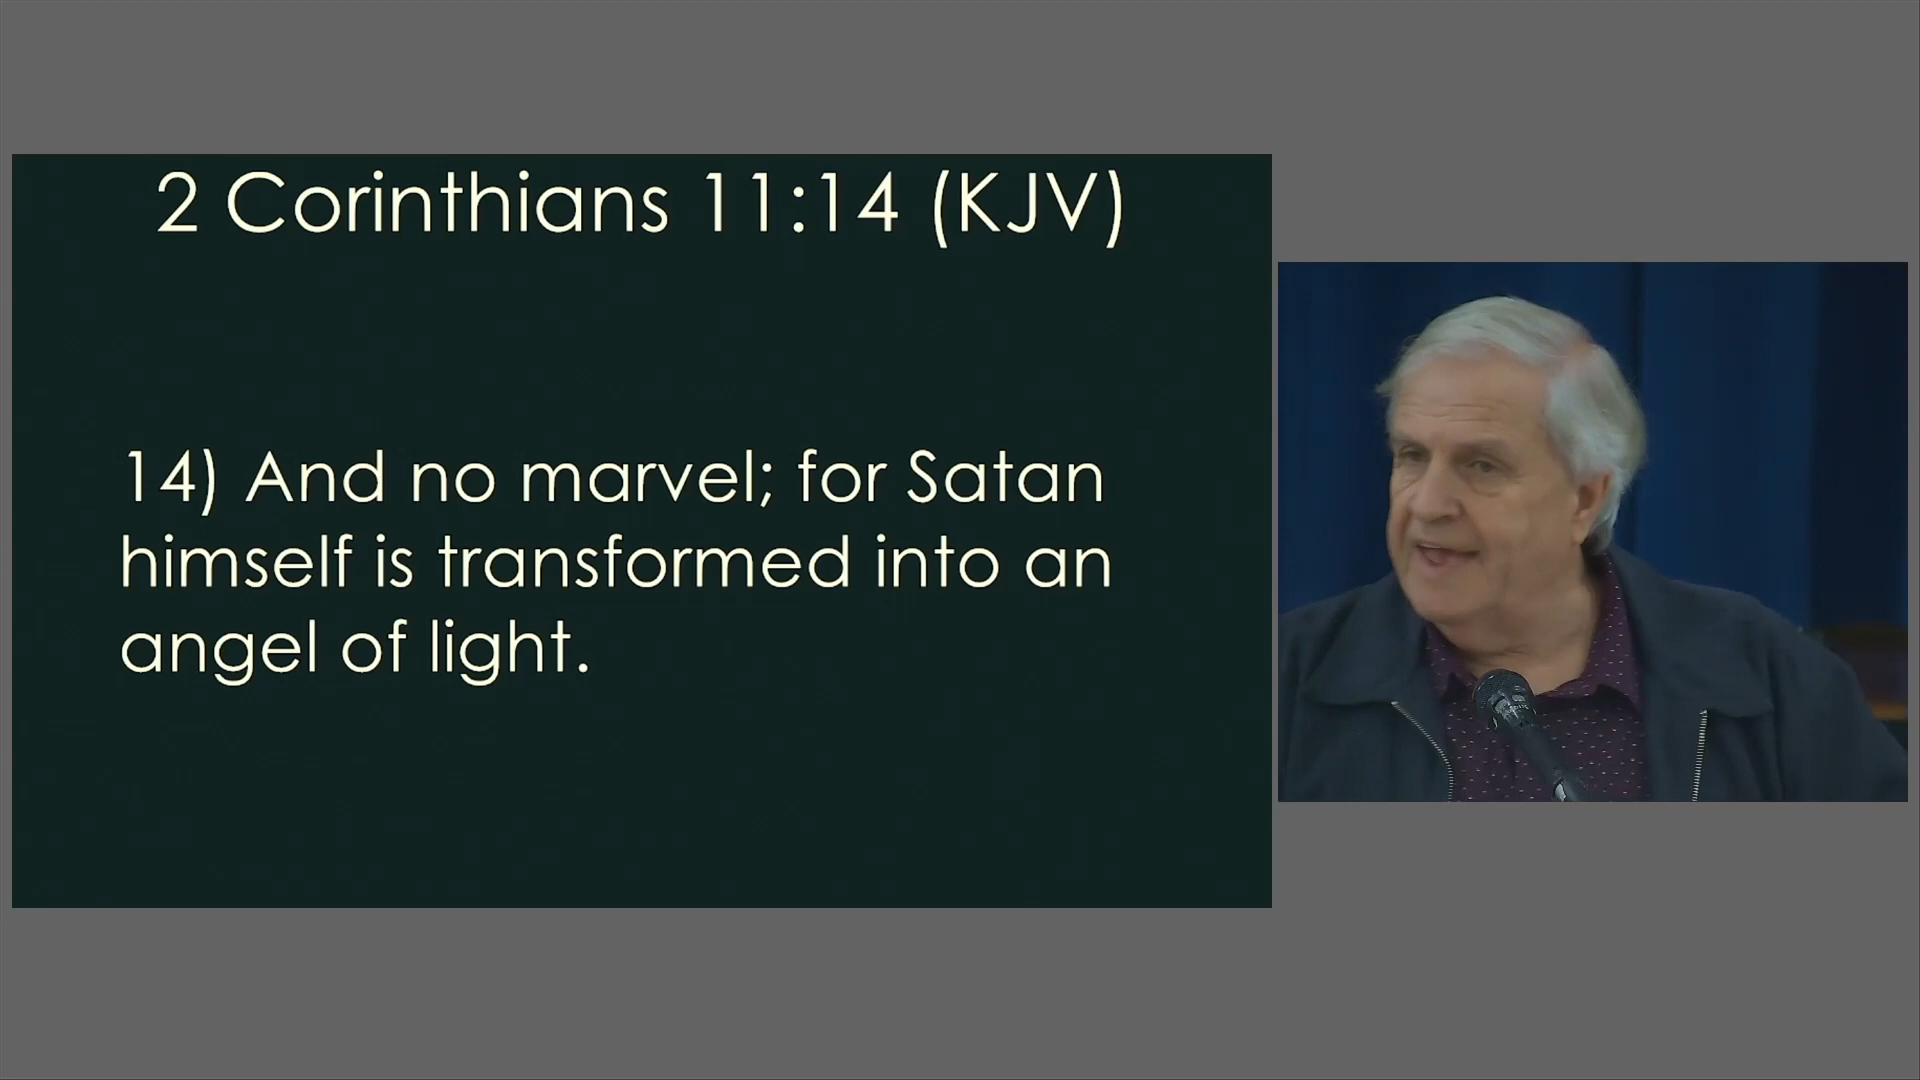 2 Corinthians 11:14 (KJV)
14) And no marvel; for Satan
himself is transformed into an
angel of light.